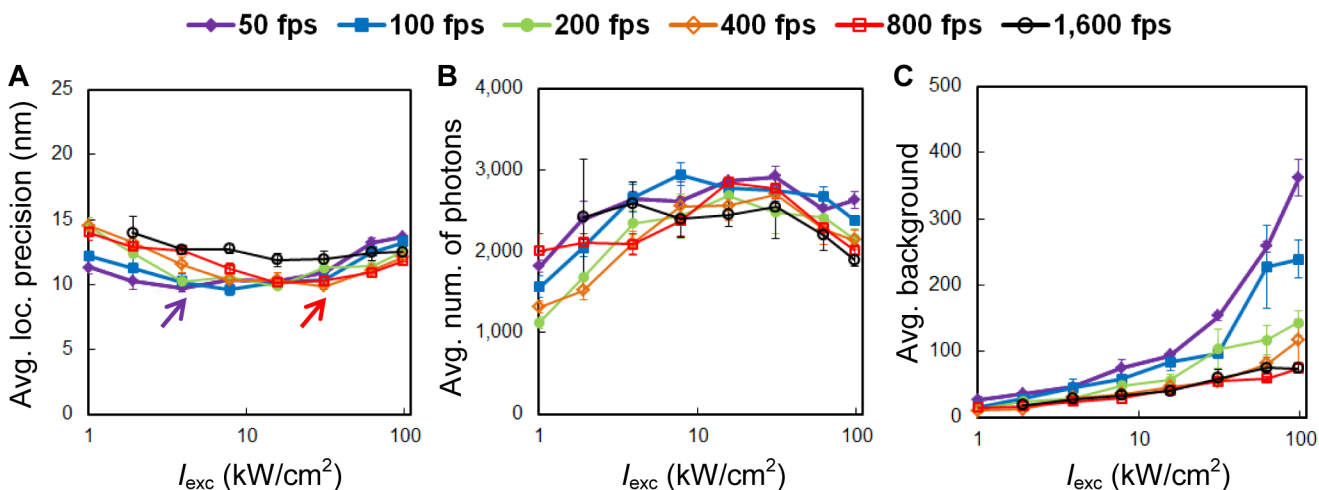 50 fps 100 fps 200 fps 400 fps 800 fps 1,600 fps
A
Avg. loc. precision (nm)
25
20
15
10
5
0
1 10 100
Iexc (kW/cm²)
B
Avg. num. of photons
4,000
3,000
2,000
1,000
0
1 10 100
Iexc (kW/cm²)
C
Avg. background
500
400
300
200
100
0
1 10 100
Iexc (kW/cm²)